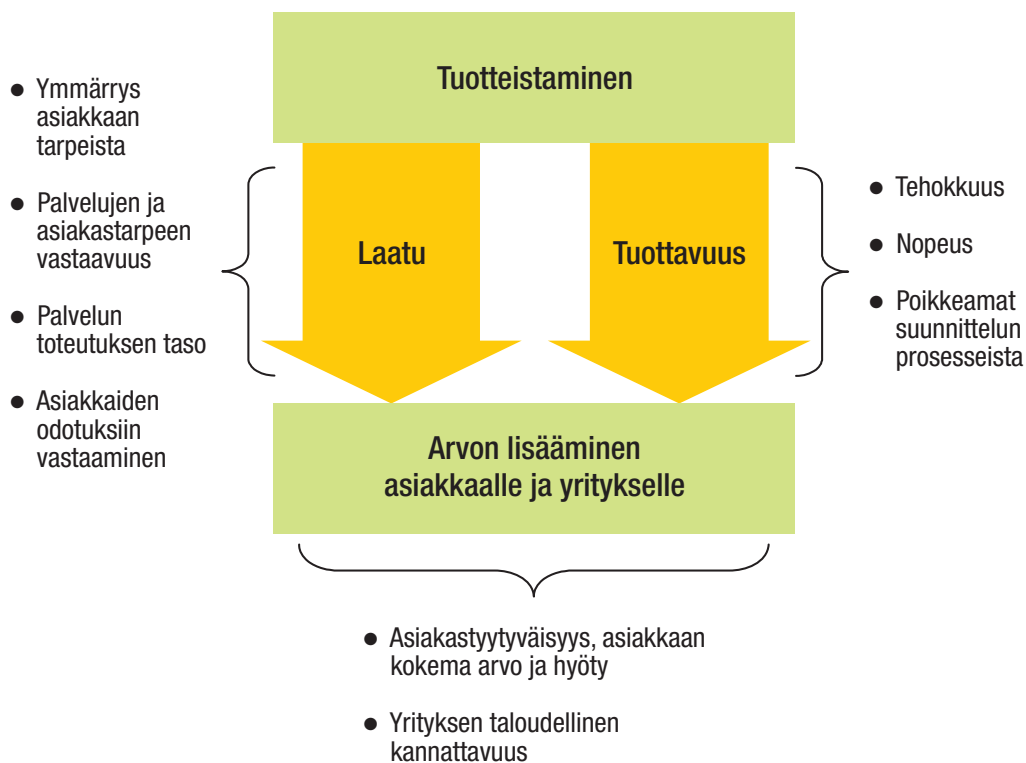 Tuotteistaminen
● Ymmärrys
asiakkaan
tarpeista
● Palvelujen ja
asiakastarpeen
vastaavuus
● Palvelun
toteutuksen taso
● Asiakkaiden
odotuksiin
vastaaminen
Laatu
Tuottavuus
● Tehokkuus
● Nopeus
● Poikkeamat
suunnittelun
prosesseista
Arvon lisääminen
asiakkaalle ja yritykselle
● Asiakastyytyväisyys, asiakkaan
kokema arvo ja hyöty
● Yrityksen taloudellinen
kannattavuus